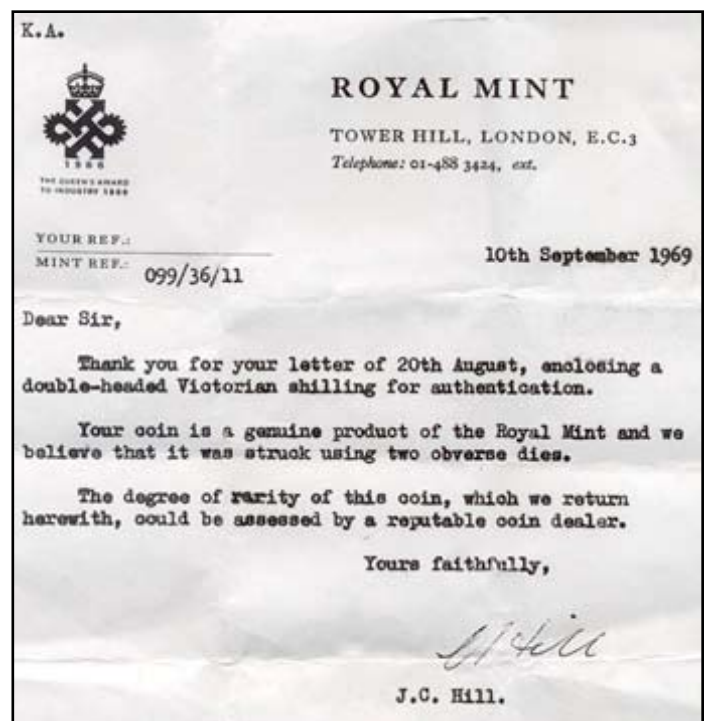 K.A.
1966
THE QUEEN'S AWARD
TO INDUSTRY 1966
ROYAL MINT
TOWER HILL, LONDON, E.C.3
Telephone: 01-488 3424, ext.
YOUR REF.:
MINT REF.: 099/36/11
10th September 1969
Dear Sir,
Thank you for your letter of 20th August, enclosing a
double-headed Victorian shilling for authentication.
Your coin is a genuine product of the Royal Mint and we
believe that it was struck using two obverse dies.
The degree of rarity of this coin, which we return
herewith, could be assessed by a reputable coin dealer.
Yours faithfully,
J C Hill
J.C. Hill.